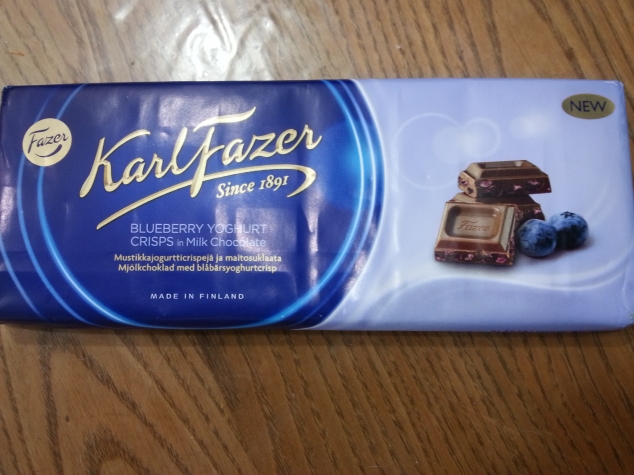 Fazer
Karl Fazer
Since 1891
BLUEBERRY YOGHURT
CRISPS in Milk Chocolate
Mustikkajogurtticrispejä ja maitosuklaata
Mjölkchoklad med blåbärsyoghurtcrisp
MADE IN FINLAND
NEW
Fazer